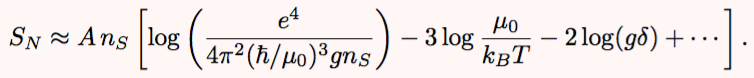 S_N ≈ A n_S [ log ( e^4 / (4π^2(ħ/μ_0)^3 g n_S) ) − 3 log μ_0 / (k_B T) − 2 log(gδ) + ⋯ ] .